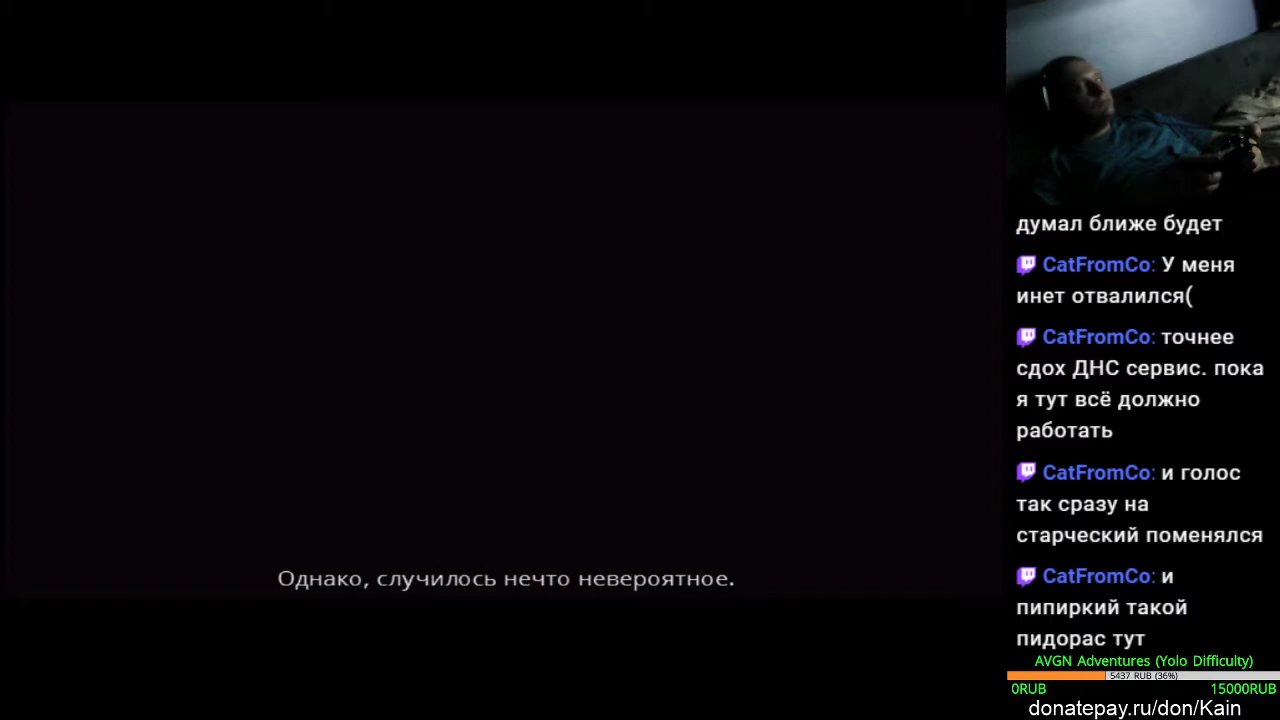 Однако, случилось нечто невероятное.
думал ближе будет
CatFromCo: У меня
инет отвалился(
CatFromCo: точнее
сдох ДНС сервис. пока
я тут всё должно
работать
CatFromCo: и голос
так сразу на
старческий поменялся
CatFromCo: и
пипиркий такой
пидорас тут
AVGN Adventures (Yolo Difficulty)
5437 RUB (36%)
0RUB 15000RUB
donatepay.ru/don/Kain